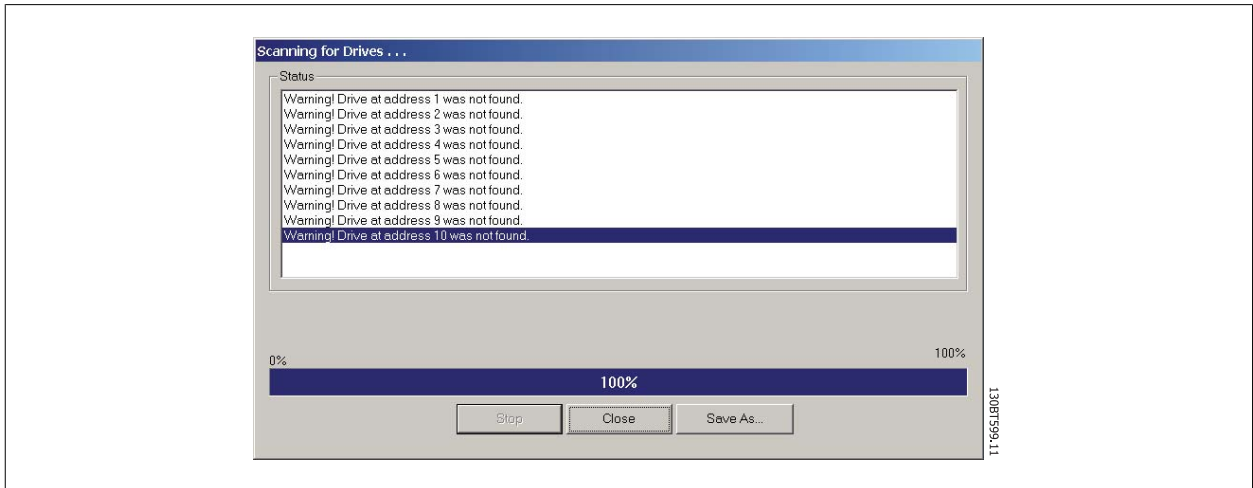 Scanning for Drives . . .
Status
Warning! Drive at address 1 was not found.
Warning! Drive at address 2 was not found.
Warning! Drive at address 3 was not found.
Warning! Drive at address 4 was not found.
Warning! Drive at address 5 was not found.
Warning! Drive at address 6 was not found.
Warning! Drive at address 7 was not found.
Warning! Drive at address 8 was not found.
Warning! Drive at address 9 was not found.
Warning! Drive at address 10 was not found.
0%
100%
100%
Stop
Close
Save As...
130BT599.11